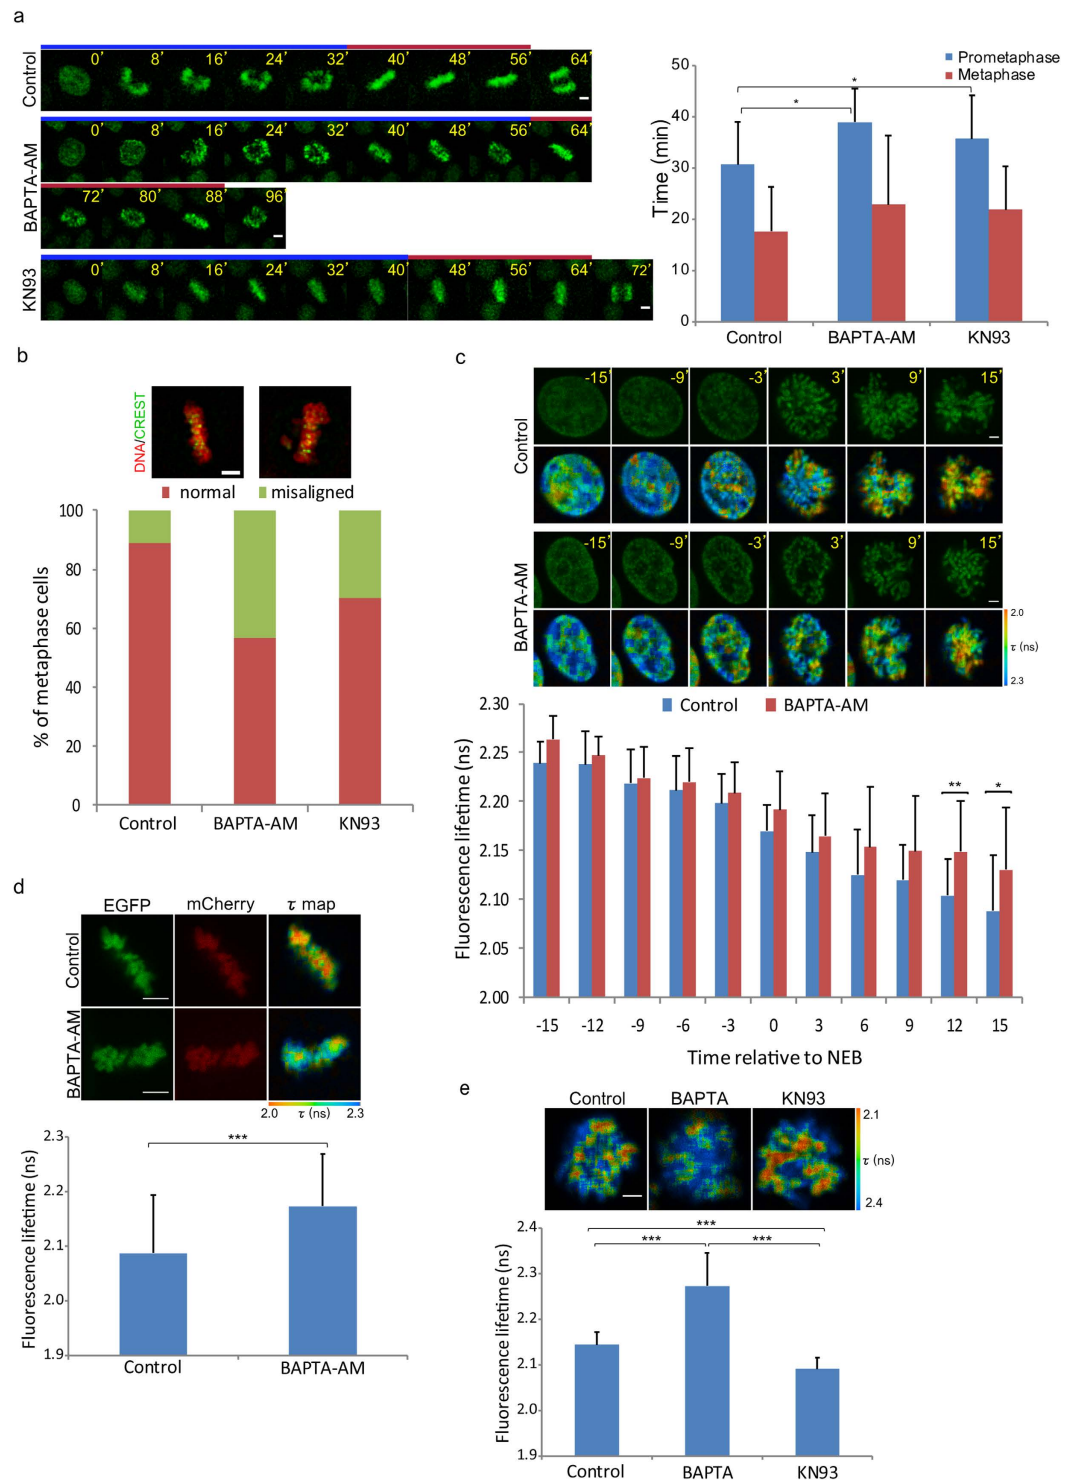 a
Control
0' 8' 16' 24' 32' 40' 48' 56' 64'
BAPTA-AM
0' 8' 16' 24' 32' 40' 48' 56' 64'
72' 80' 88' 96'
KN93
0' 8' 16' 24' 32' 40' 48' 56' 64' 72'
Prometaphase
Metaphase
Time (min)
50
40
30
20
10
0
*
*
Control BAPTA-AM KN93
b
DNA/CREST
normal misaligned
% of metaphase cells
100
80
60
40
20
0
Control BAPTA-AM KN93
c
Control
-15' -9' -3' 3' 9' 15'
BAPTA-AM
-15' -9' -3' 3' 9' 15'
2.0
τ (ns)
2.3
Control BAPTA-AM
Fluorescence lifetime (ns)
2.30
2.25
2.20
2.15
2.10
2.05
2.00
** *
-15 -12 -9 -6 -3 0 3 6 9 12 15
Time relative to NEB
d
EGFP mCherry τ map
Control
BAPTA-AM
2.0 τ (ns) 2.3
Fluorescence lifetime (ns)
2.3
2.2
2.1
2.0
1.9
***
Control BAPTA-AM
e
Control BAPTA KN93
2.1
τ (ns)
2.4
Fluorescence lifetime (ns)
2.4
2.3
2.2
2.1
2.0
1.9
***
*** ***
Control BAPTA KN93